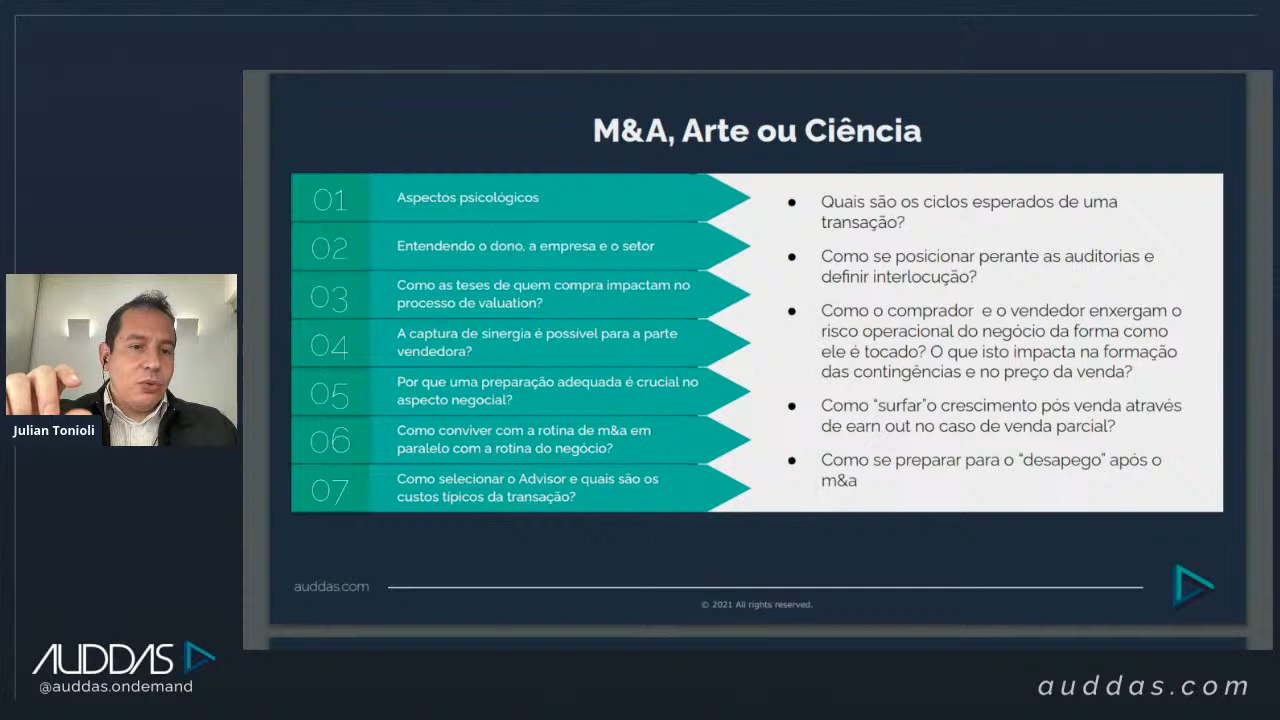 M&A, Arte ou Ciência
01
Aspectos psicológicos
02
Entendendo o dono, a empresa e o setor
03
Como as teses de quem compra impactam no
processo de valuation?
04
A captura de sinergia é possível para a parte
vendedora?
05
Por que uma preparação adequada é crucial no
aspecto negocial?
06
Como conviver com a rotina de m&a em
paralelo com a rotina do negócio?
07
Como selecionar o Advisor e quais são os
custos típicos da transação?
● Quais são os ciclos esperados de uma
transação?
● Como se posicionar perante as auditorias e
definir interlocução?
● Como o comprador e o vendedor enxergam o
risco operacional do negócio da forma como
ele é tocado? O que isto impacta na formação
das contingências e no preço da venda?
● Como “surfar”o crescimento pós venda através
de earn out no caso de venda parcial?
● Como se preparar para o “desapego” após o
m&a
Julian Tonioli
auddas.com
© 2021 All rights reserved.
AUDDAS
@auddas.ondemand
auddas.com